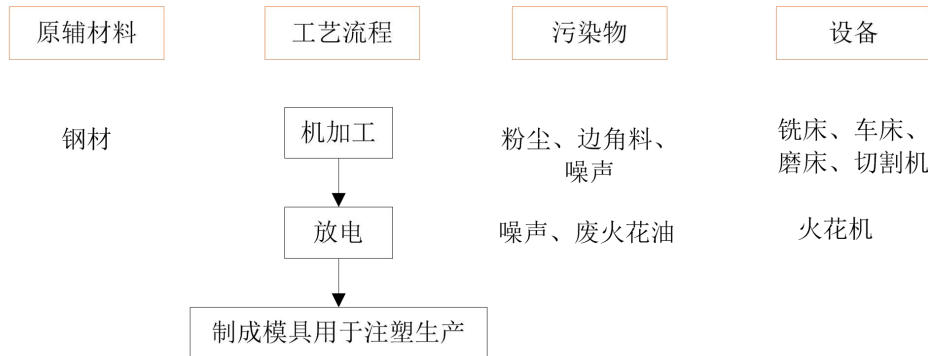 原辅材料
工艺流程
污染物
设备
钢材
机加工
粉尘、边角料、
噪声
铣床、车床、
磨床、切割机
放电
噪声、废火花油
火花机
制成模具用于注塑生产